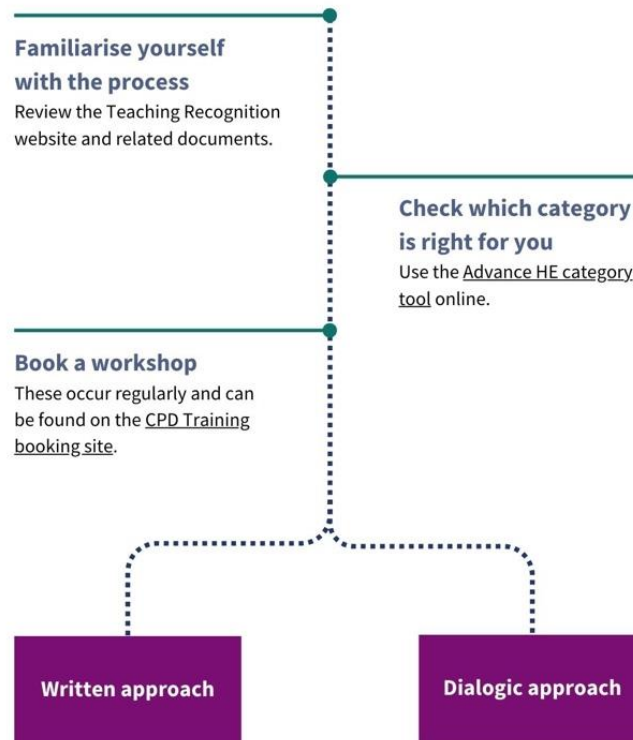 Familiarise yourself
with the process
Review the Teaching Recognition
website and related documents.
Check which category
is right for you
Use the Advance HE category
tool online.
Book a workshop
These occur regularly and can
be found on the CPD Training
booking site.
Written approach
Dialogic approach